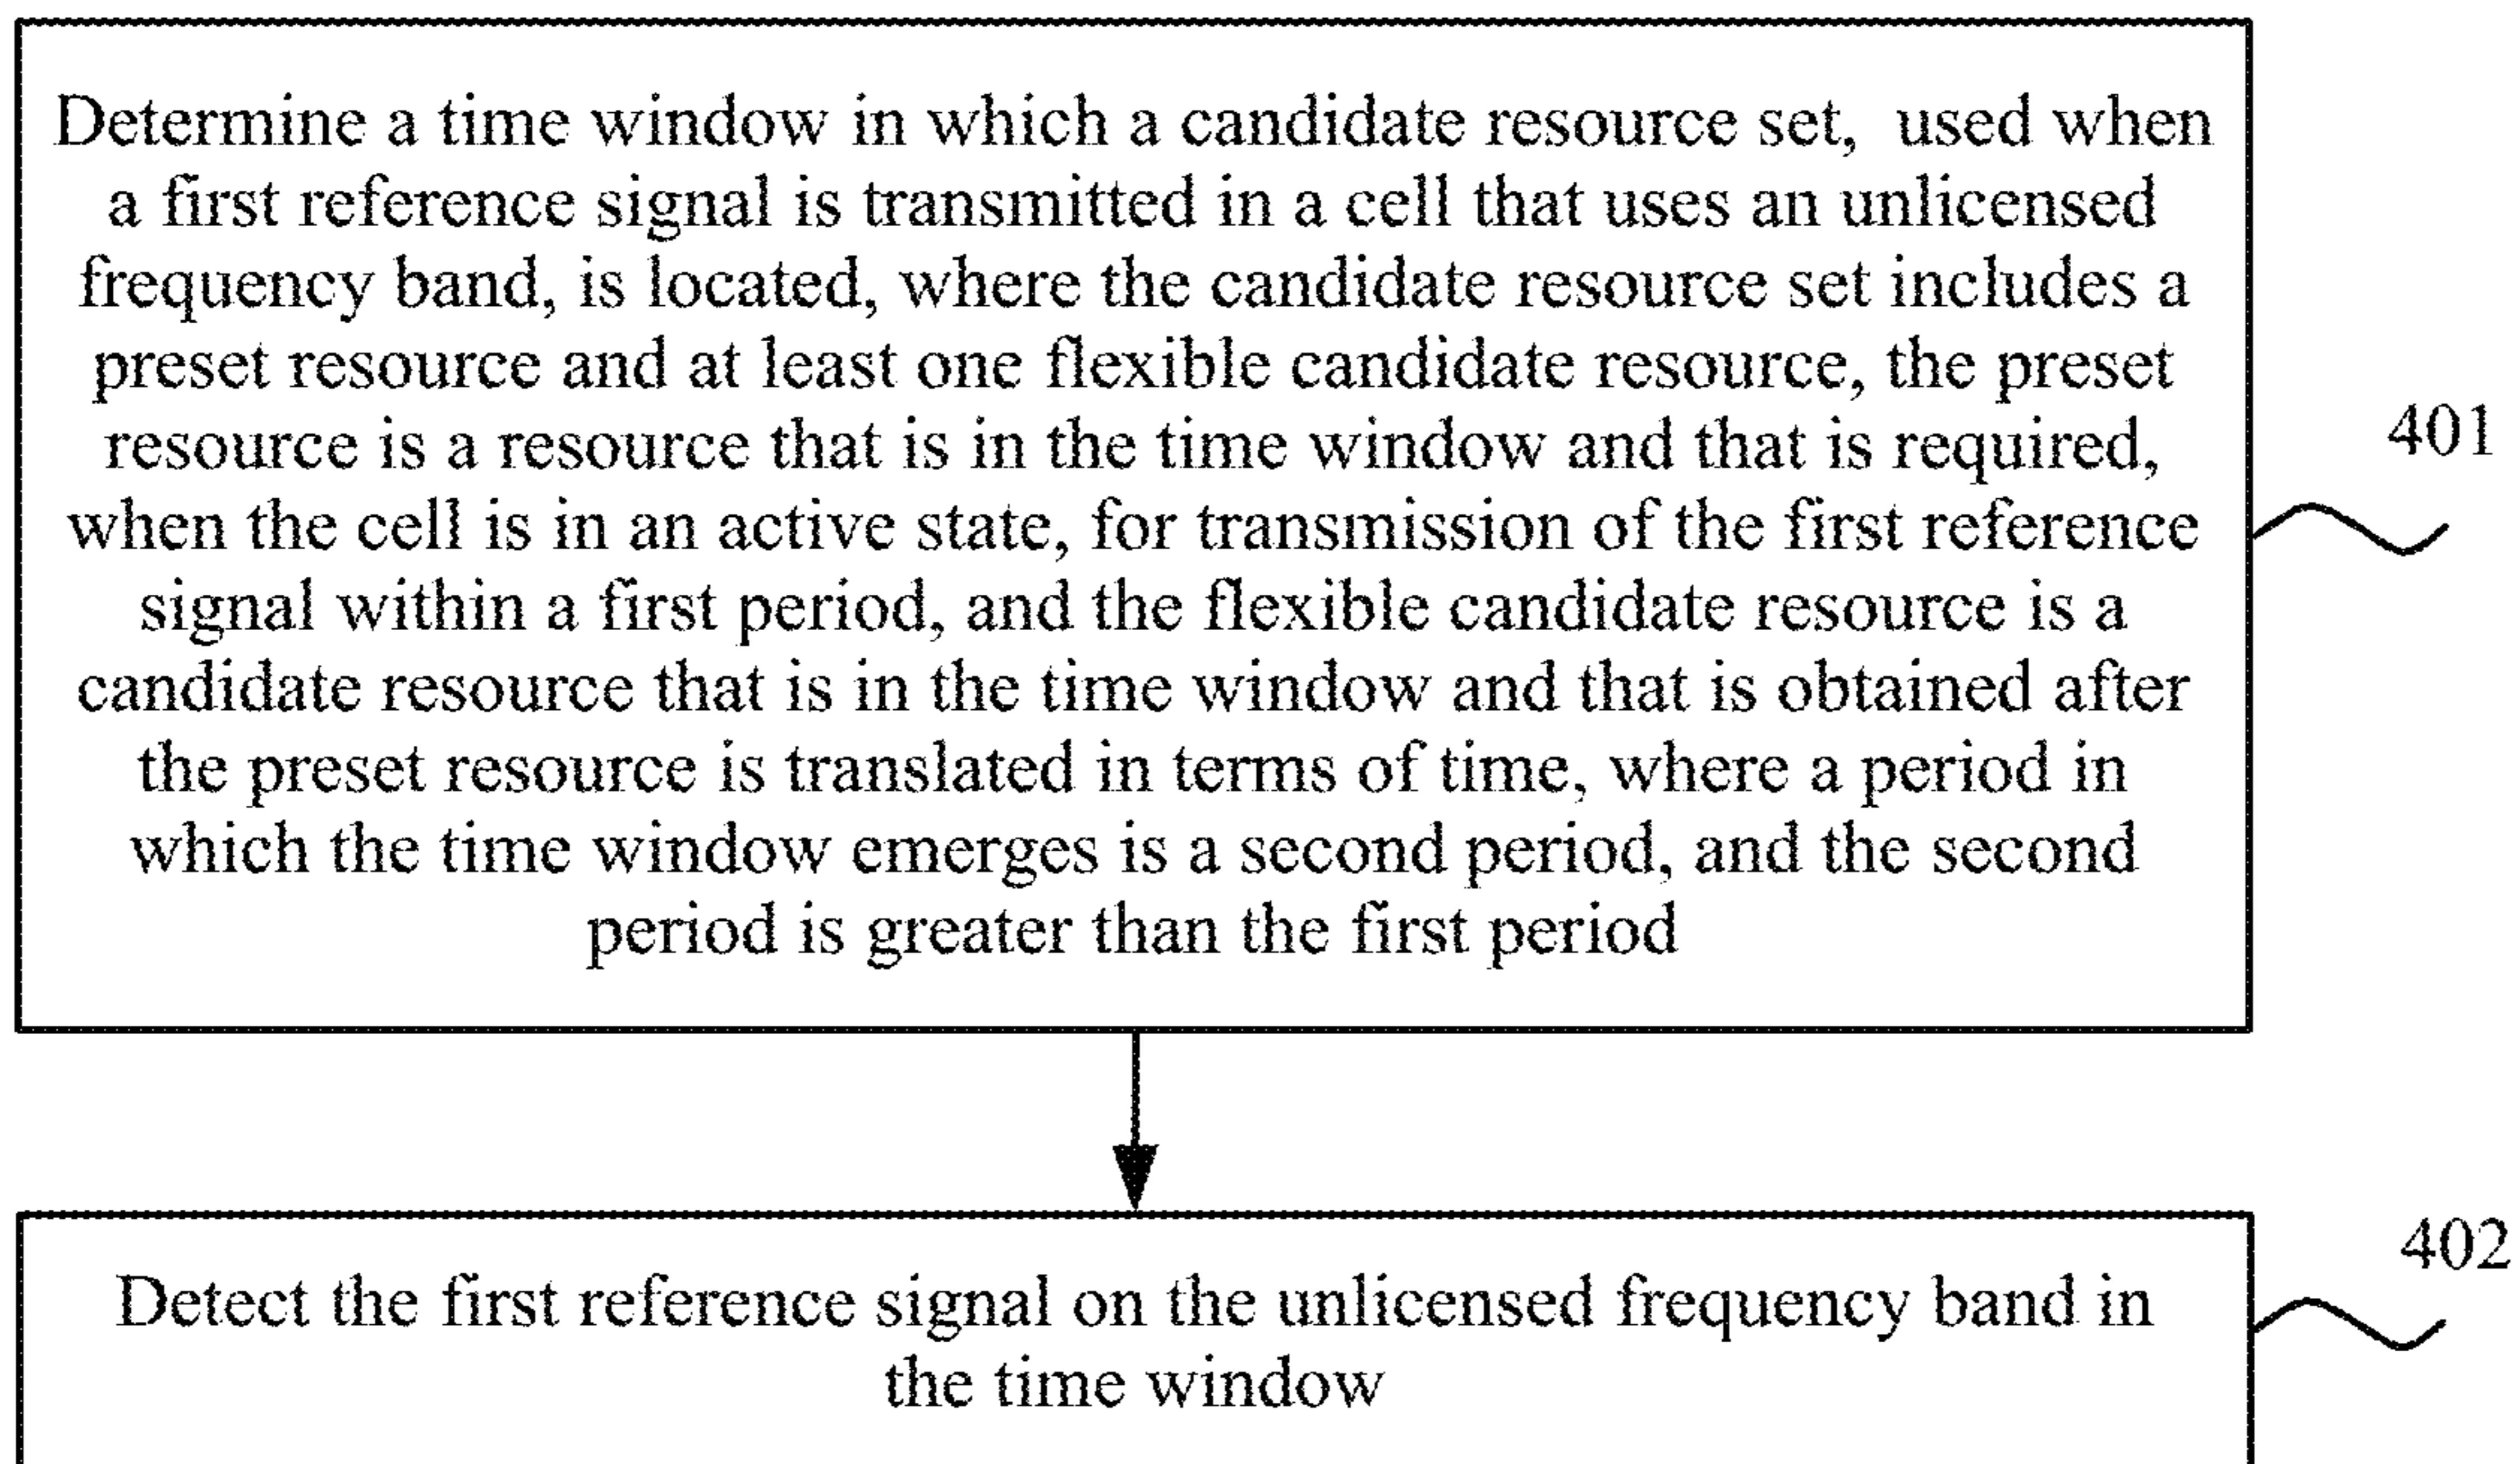 Determine a time window in which a candidate resource set, used when
a first reference signal is transmitted in a cell that uses an unlicensed
frequency band, is located, where the candidate resource set includes a
preset resource and at least one flexible candidate resource, the preset
resource is a resource that is in the time window and that is required,
when the cell is in an active state, for transmission of the first reference
signal within a first period, and the flexible candidate resource is a
candidate resource that is in the time window and that is obtained after
the preset resource is translated in terms of time, where a period in
which the time window emerges is a second period, and the second
period is greater than the first period
401
402
Detect the first reference signal on the unlicensed frequency band in
the time window